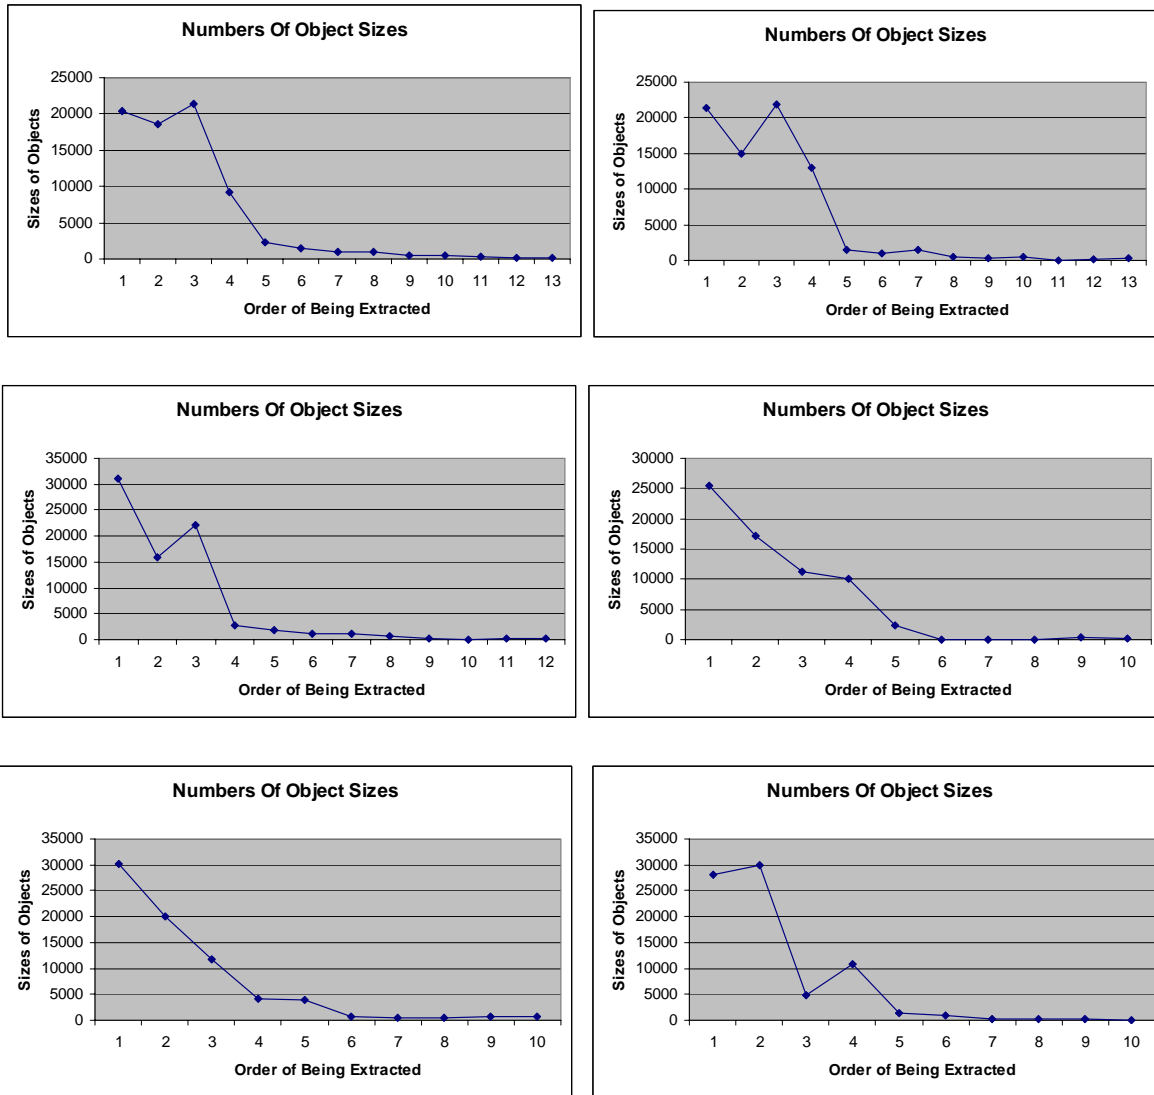 Numbers Of Object Sizes
25000
20000
15000
10000
5000
0
Sizes of Objects
1 2 3 4 5 6 7 8 9 10 11 12 13
Order of Being Extracted
Numbers Of Object Sizes
25000
20000
15000
10000
5000
0
Sizes of Objects
1 2 3 4 5 6 7 8 9 10 11 12 13
Order of Being Extracted
Numbers Of Object Sizes
35000
30000
25000
20000
15000
10000
5000
0
Sizes of Objects
1 2 3 4 5 6 7 8 9 10 11 12
Order of Being Extracted
Numbers Of Object Sizes
30000
25000
20000
15000
10000
5000
0
Sizes of Objects
1 2 3 4 5 6 7 8 9 10
Order of Being Extracted
Numbers Of Object Sizes
35000
30000
25000
20000
15000
10000
5000
0
Sizes of Objects
1 2 3 4 5 6 7 8 9 10
Order of Being Extracted
Numbers Of Object Sizes
35000
30000
25000
20000
15000
10000
5000
0
Sizes of Objects
1 2 3 4 5 6 7 8 9 10
Order of Being Extracted